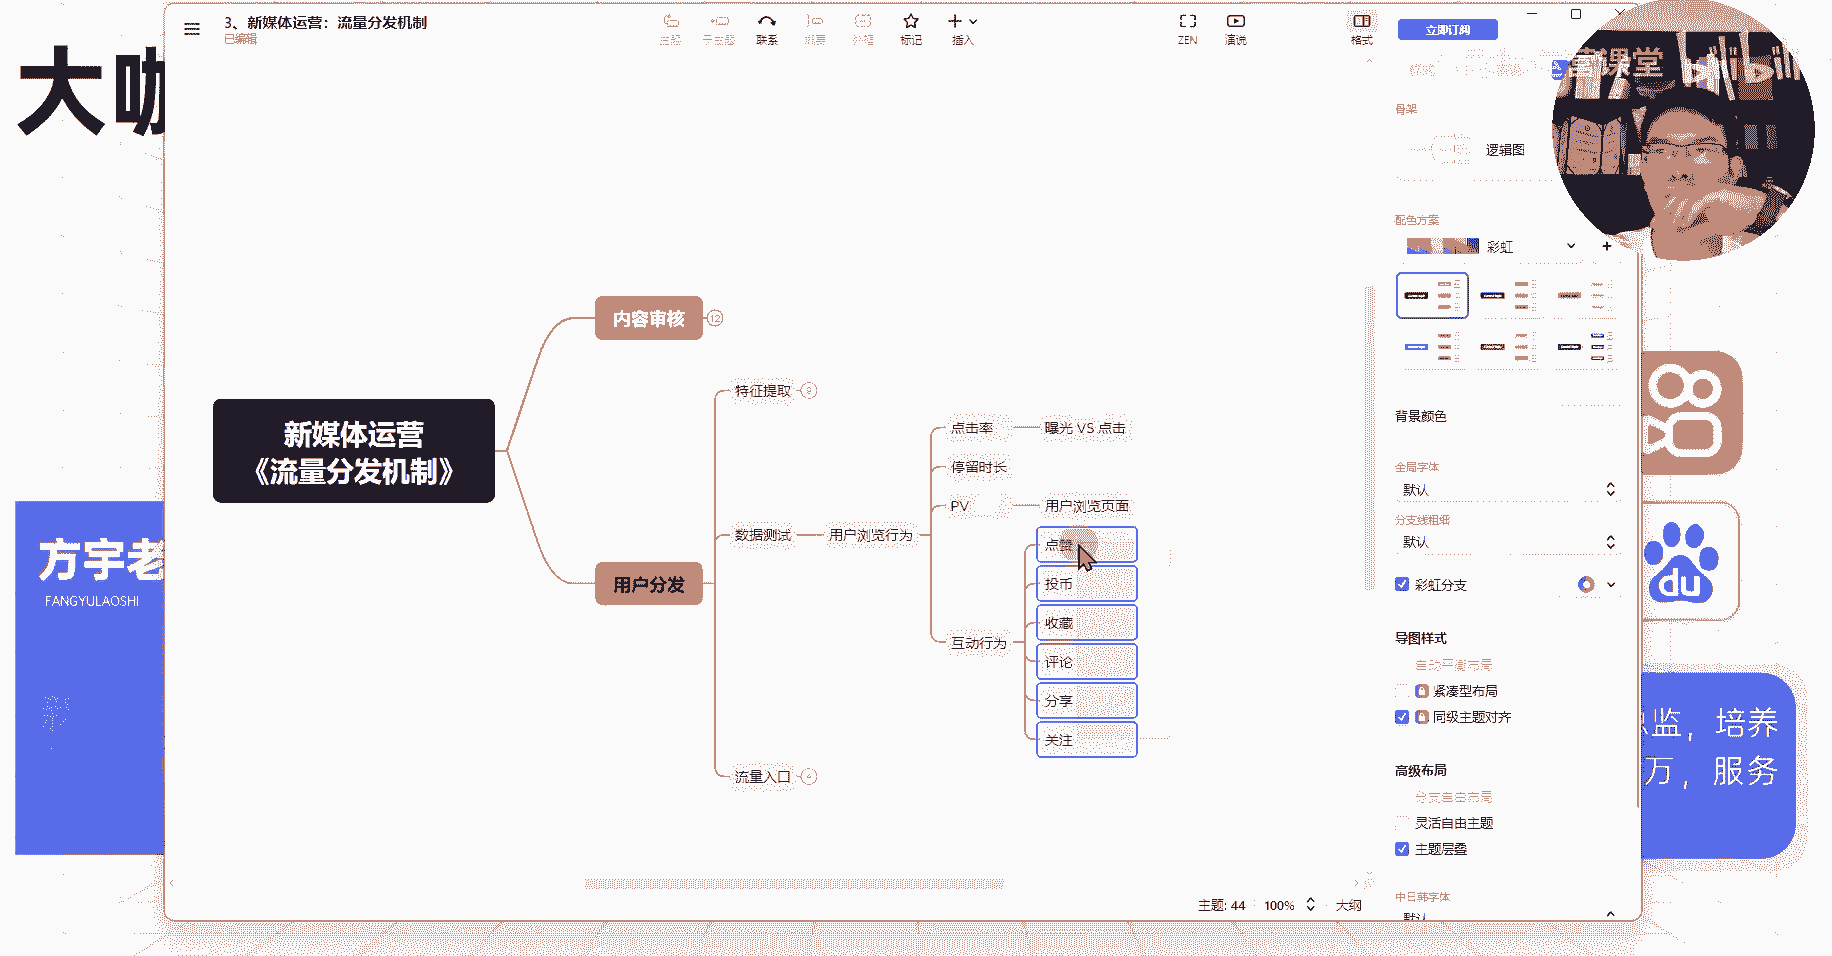 大咖
3、新媒体运营：流量分发机制
已编辑
主题
子主题
联系
概要
外框
标记
插入
ZEN
演说
格式
立即订阅
营课堂 bilibili
骨架
逻辑图
配色方案
彩虹
背景颜色
全局字体
默认
分支线粗细
默认
彩虹分支
导图样式
自动平衡布局
紧凑型布局
同级主题对齐
高级布局
分支自由布局
灵活自由主题
主题层叠
中日韩字体
默认
新媒体运营
《流量分发机制》
内容审核
12
用户分发
特征提取
9
数据测试
用户浏览行为
点击率
曝光 VS 点击
停留时长
PV
用户浏览页面
互动行为
点赞
投币
收藏
评论
分享
关注
流量入口
4
主题: 44
100%
大纲
方宇老
FANGYULAOSHI
du
总监，培养
万，服务